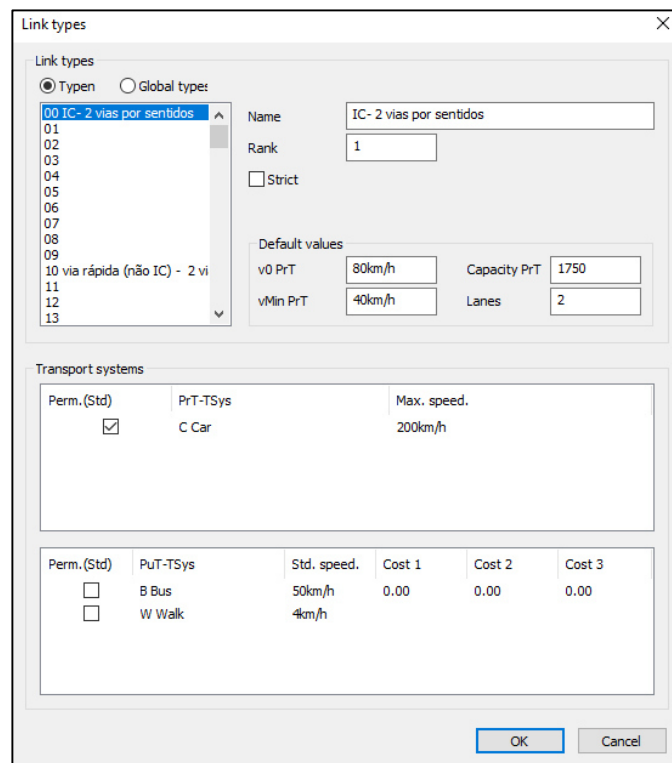 Link types
Link types
Typen Global types
00 IC- 2 vias por sentidos
01
02
03
04
05
06
07
08
09
10 via rápida (não IC) - 2 vi
11
12
13
Name IC- 2 vias por sentidos
Rank 1
Strict
Default values
v0 PrT 80km/h Capacity PrT 1750
vMin PrT 40km/h Lanes 2
Transport systems
Perm.(Std) PrT-TSys Max. speed.
C Car 200km/h
Perm.(Std) PuT-TSys Std. speed. Cost 1 Cost 2 Cost 3
B Bus 50km/h 0.00 0.00 0.00
W Walk 4km/h
OK Cancel